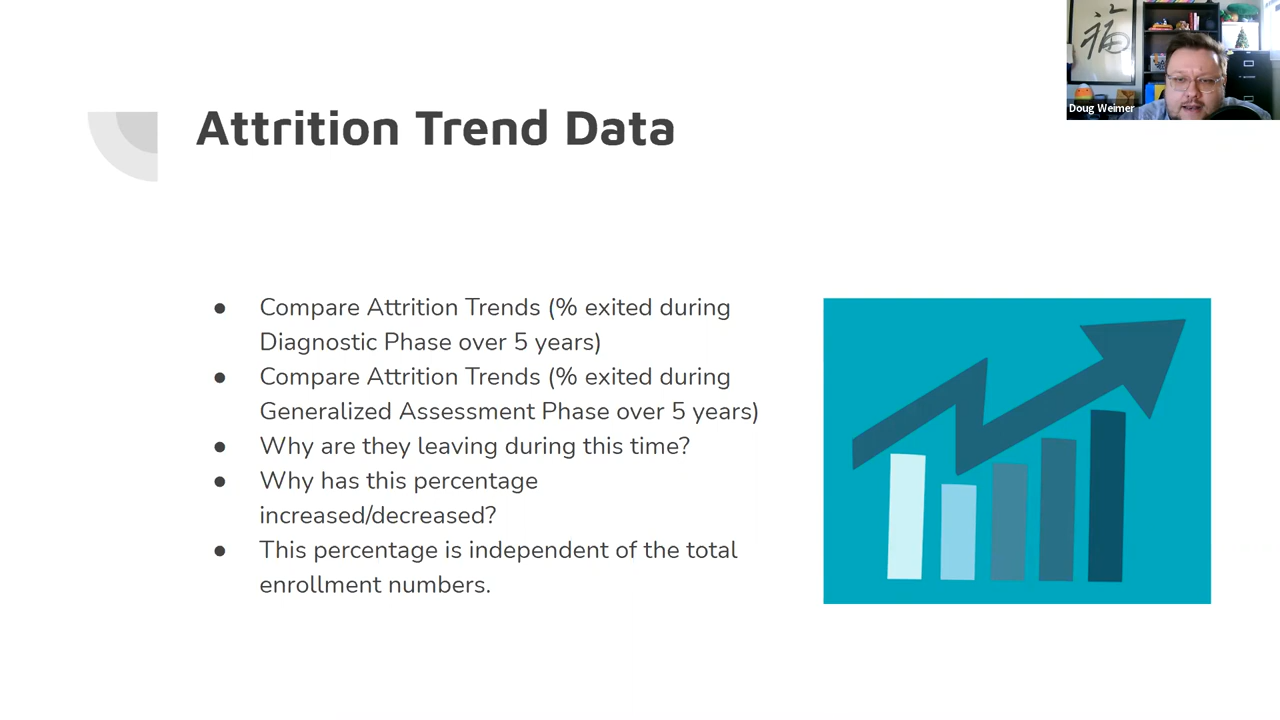 福
Doug Weimer
Attrition Trend Data
● Compare Attrition Trends (% exited during
Diagnostic Phase over 5 years)
● Compare Attrition Trends (% exited during
Generalized Assessment Phase over 5 years)
● Why are they leaving during this time?
● Why has this percentage
increased/decreased?
● This percentage is independent of the total
enrollment numbers.